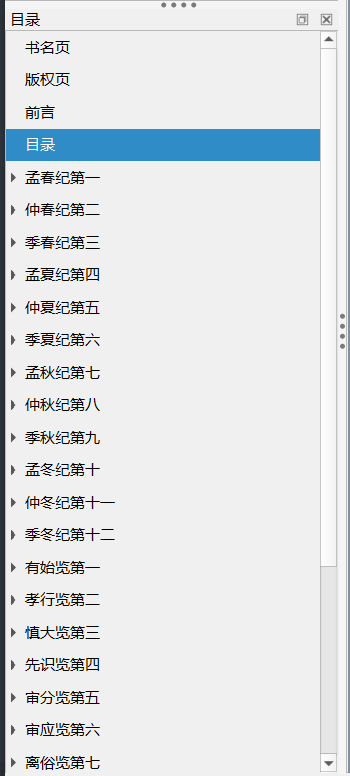 目录
书名页
版权页
前言
目录
孟春纪第一
仲春纪第二
季春纪第三
孟夏纪第四
仲夏纪第五
季夏纪第六
孟秋纪第七
仲秋纪第八
季秋纪第九
孟冬纪第十
仲冬纪第十一
季冬纪第十二
有始览第一
孝行览第二
慎大览第三
先识览第四
审分览第五
审应览第六
离俗览第七